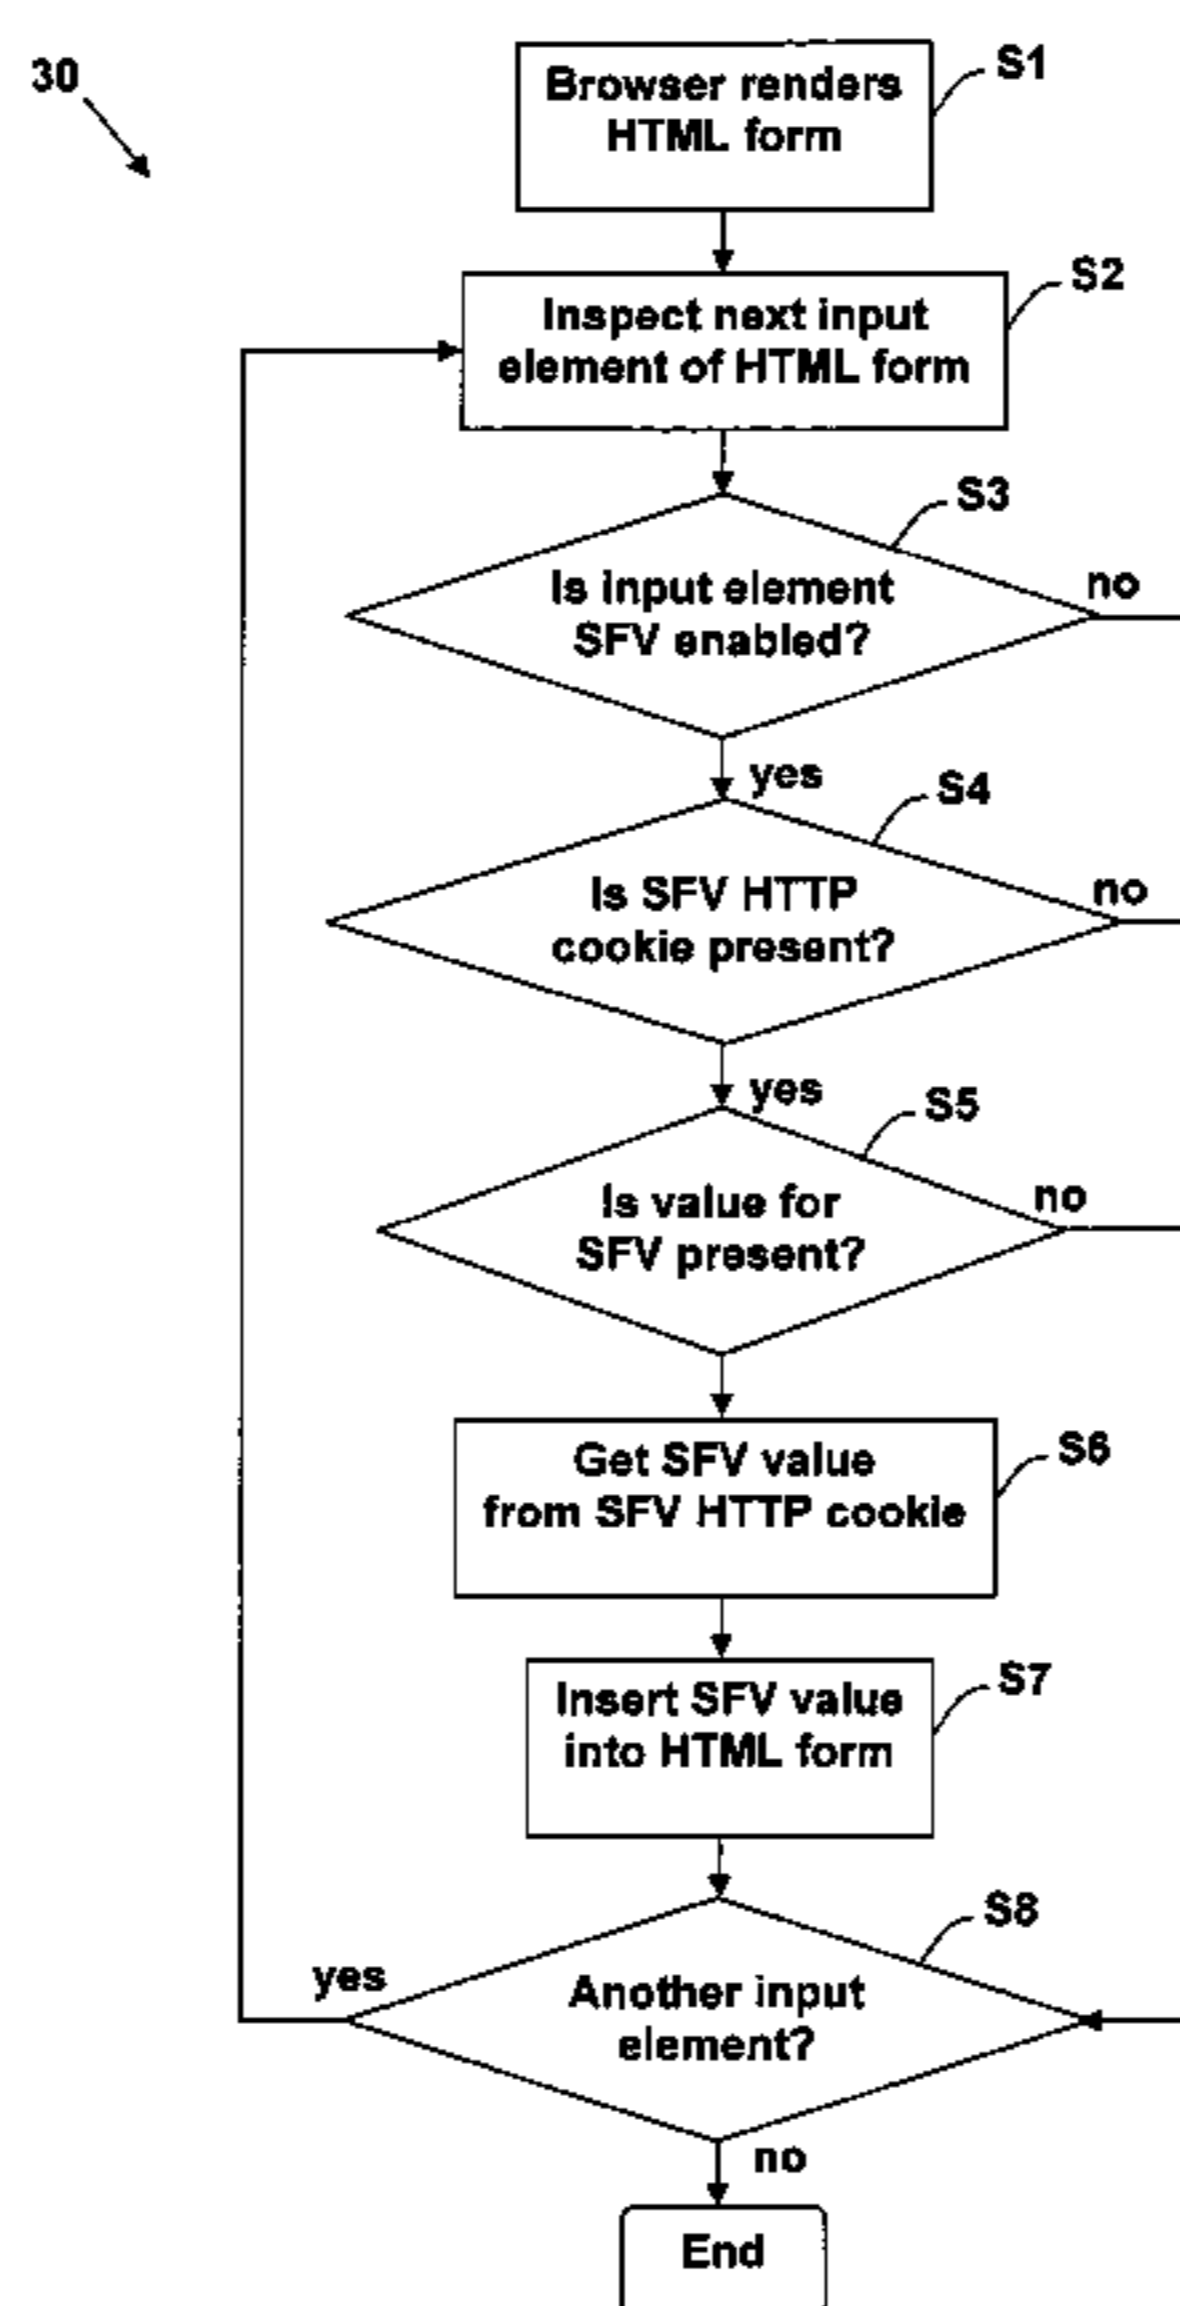 30
S1
Browser renders
HTML form
S2
Inspect next input
element of HTML form
S3
Is input element
SFV enabled?
no
yes
S4
Is SFV HTTP
cookie present?
no
yes
S5
Is value for
SFV present?
no
S6
Get SFV value
from SFV HTTP cookie
S7
Insert SFV value
into HTML form
S8
yes
Another input
element?
no
End